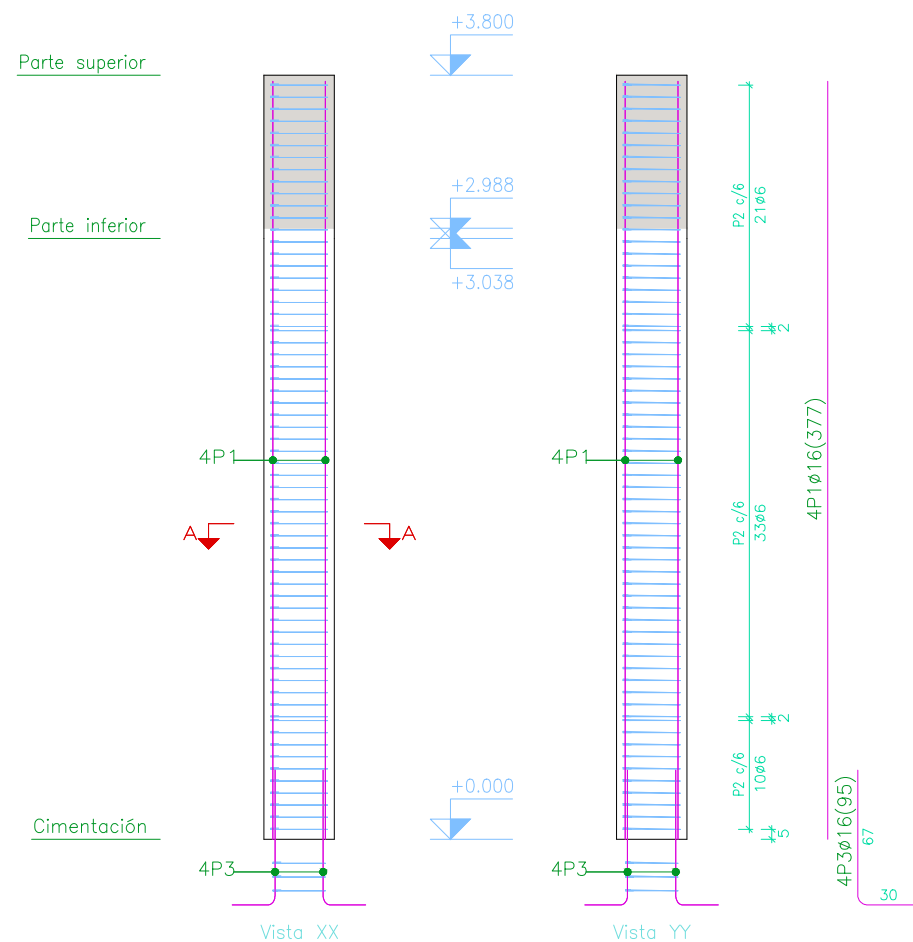 +3.800
Parte superior
+2.988
Parte inferior
+3.038
P2 c/6
21ø6
2
4P1
4P1
4P1ø16(377)
A
A
P2 c/6
33ø6
2
P2 c/6
10ø6
+0.000
Cimentación
5
4P3ø16(95)
67
4P3
4P3
30
Vista XX
Vista YY